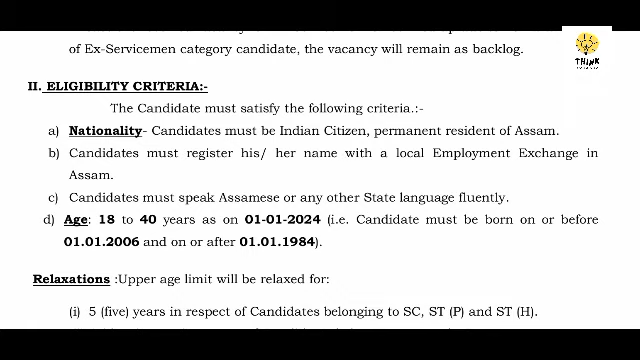 of Ex-Servicemen category candidate, the vacancy will remain as backlog.
THINK
II. ELIGIBILITY CRITERIA:-
The Candidate must satisfy the following criteria.:-
a) Nationality- Candidates must be Indian Citizen, permanent resident of Assam.
b) Candidates must register his/ her name with a local Employment Exchange in
Assam.
c) Candidates must speak Assamese or any other State language fluently.
d) Age: 18 to 40 years as on 01-01-2024 (i.e. Candidate must be born on or before
01.01.2006 and on or after 01.01.1984).
Relaxations :Upper age limit will be relaxed for:
(i) 5 (five) years in respect of Candidates belonging to SC, ST (P) and ST (H).